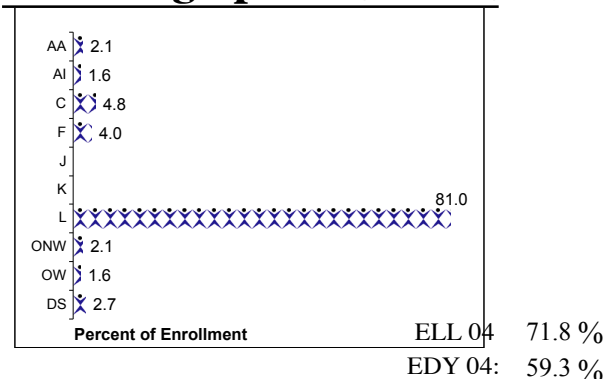 AA 2.1
AI 1.6
C 4.8
F 4.0
J
K
L 81.0
ONW 2.1
OW 1.6
DS 2.7
Percent of Enrollment
ELL 04 71.8 %
EDY 04: 59.3 %